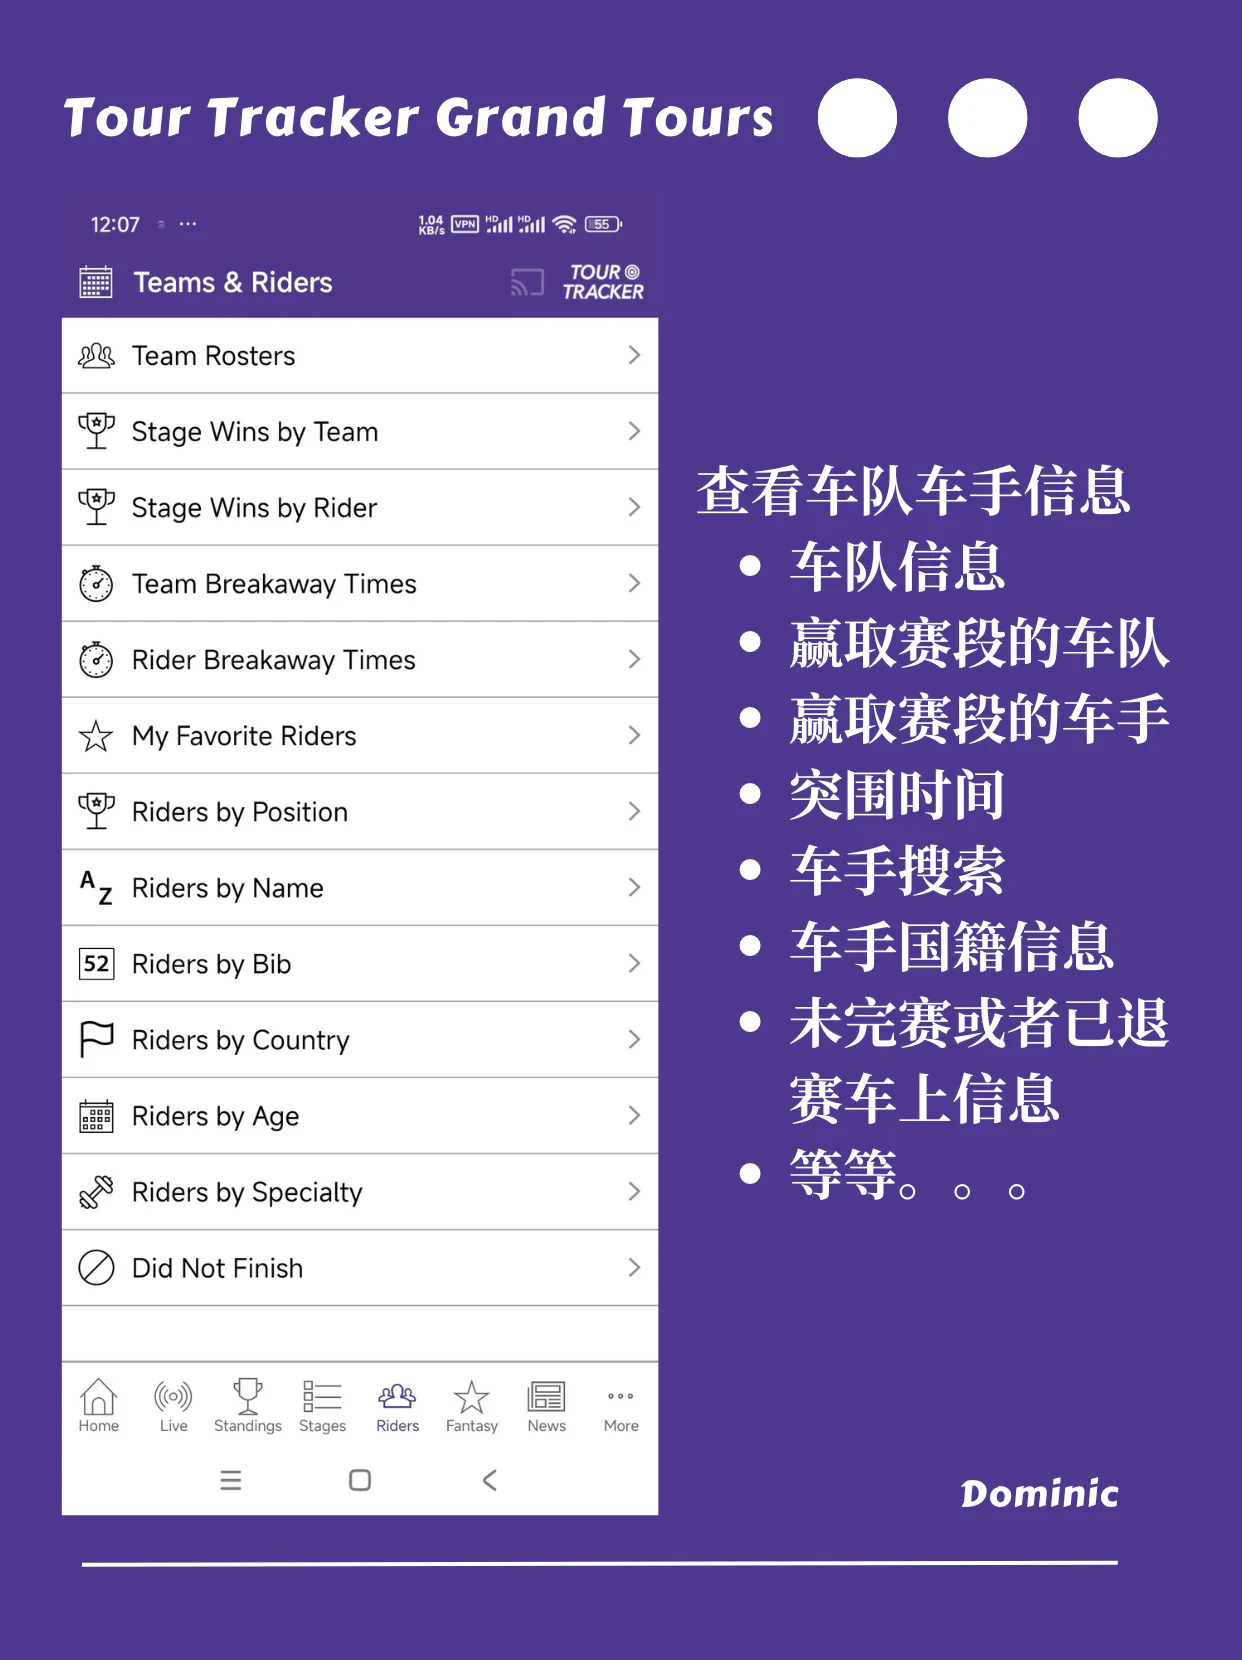 Tour Tracker Grand Tours
12:07
1.04 KB/s VPN HD HD 55
Teams & Riders
TOUR TRACKER
Team Rosters
Stage Wins by Team
Stage Wins by Rider
Team Breakaway Times
Rider Breakaway Times
My Favorite Riders
Riders by Position
A Z Riders by Name
52 Riders by Bib
Riders by Country
Riders by Age
Riders by Specialty
Did Not Finish
Home Live Standings Stages Riders Fantasy News More
查看车队车手信息
• 车队信息
• 赢取赛段的车队
• 赢取赛段的车手
• 突围时间
• 车手搜索
• 车手国籍信息
• 未完赛或者已退
赛车上信息
• 等等。。。
Dominic